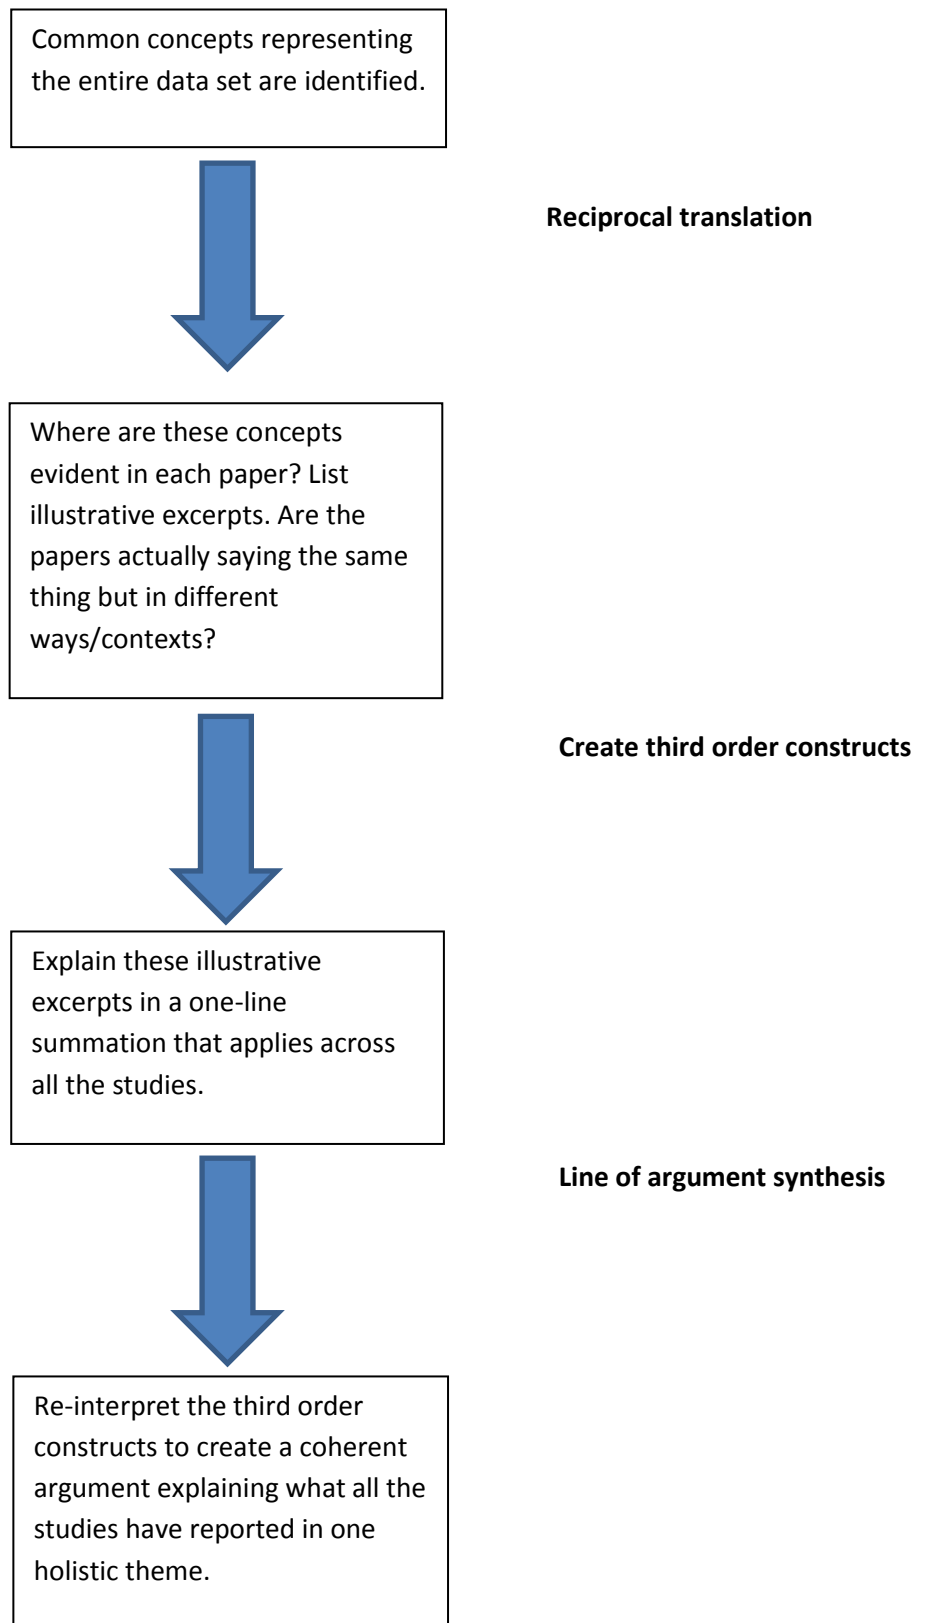 Common concepts representing
the entire data set are identified.
Reciprocal translation
Where are these concepts
evident in each paper? List
illustrative excerpts. Are the
papers actually saying the same
thing but in different
ways/contexts?
Create third order constructs
Explain these illustrative
excerpts in a one-line
summation that applies across
all the studies.
Line of argument synthesis
Re-interpret the third order
constructs to create a coherent
argument explaining what all the
studies have reported in one
holistic theme.